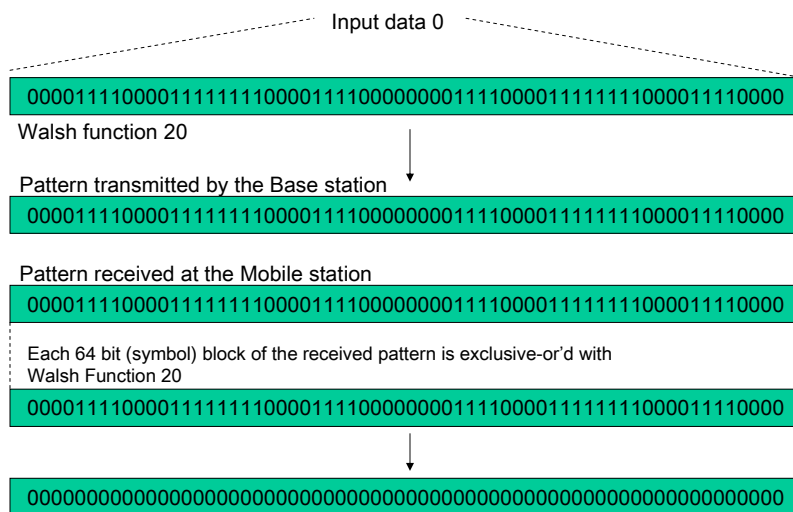 Input data 0
0000111100001111111100001111000000001111000011111111000011110000
Walsh function 20
Pattern transmitted by the Base station
0000111100001111111100001111000000001111000011111111000011110000
Pattern received at the Mobile station
0000111100001111111100001111000000001111000011111111000011110000
Each 64 bit (symbol) block of the received pattern is exclusive-or’d with
Walsh Function 20
0000111100001111111100001111000000001111000011111111000011110000
0000000000000000000000000000000000000000000000000000000000000000